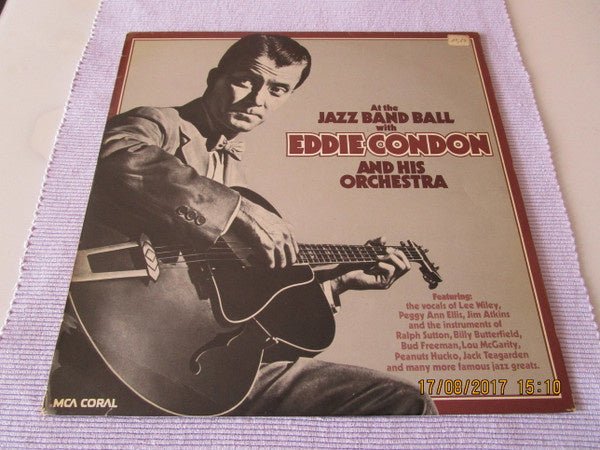 At the
JAZZ BAND BALL
with
EDDIE CONDON
AND HIS
ORCHESTRA
Featuring:
the vocals of Lee Wiley,
Peggy Ann Ellis, Jim Atkins
and the instruments of
Ralph Sutton, Billy Butterfield,
Bud Freeman, Lou McGarity,
Peanuts Hucko, Jack Teagarden
and many more famous jazz greats.
MCA CORAL
17/08/2017 15:10